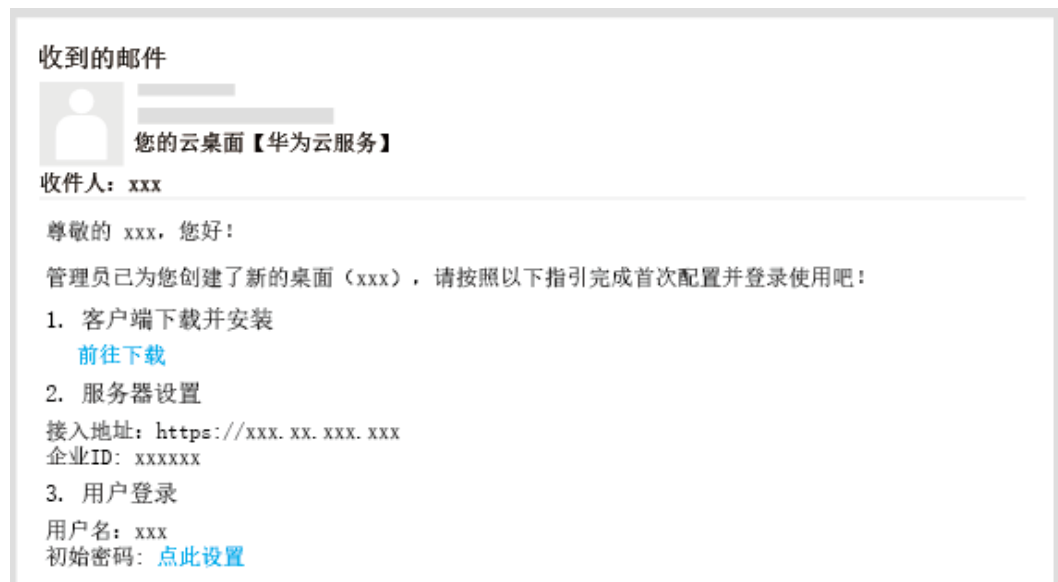 收到的邮件
您的云桌面【华为云服务】
收件人：xxx
尊敬的 xxx，您好！
管理员已为您创建了新的桌面（xxx），请按照以下指引完成首次配置并登录使用吧！
1. 客户端下载并安装
前往下载
2. 服务器设置
接入地址：https://xxx.xx.xxx.xxx
企业ID: xxxxxx
3. 用户登录
用户名：xxx
初始密码: 点此设置